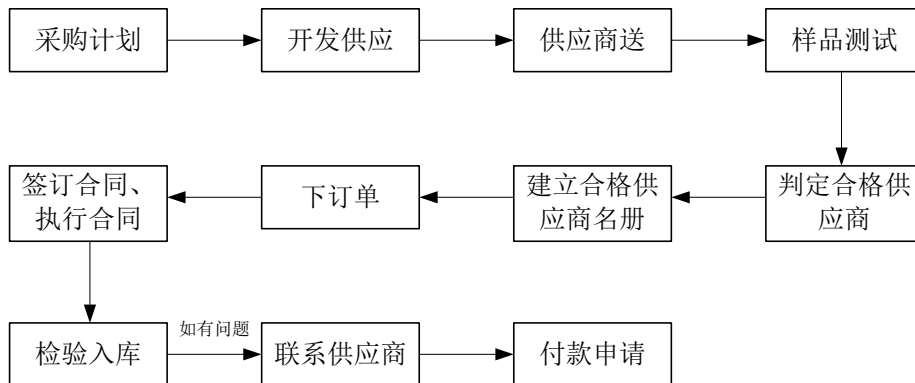 采购计划
开发供应
供应商送
样品测试
判定合格供
应商
建立合格供
应商名册
下订单
签订合同、
执行合同
检验入库
如有问题
联系供应商
付款申请